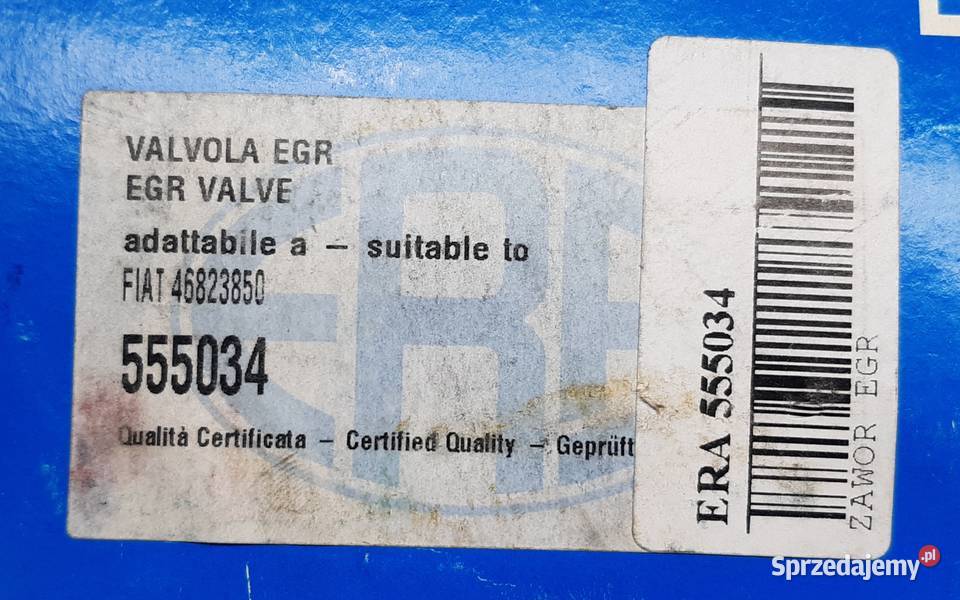 VALVOLA EGR
EGR VALVE
adattabile a – suitable to
FIAT 46823850
555034
Qualità Certificata – Certified Quality – Geprüft
ERA 555034
ZAWOR EGR
Sprzedajemy.pl